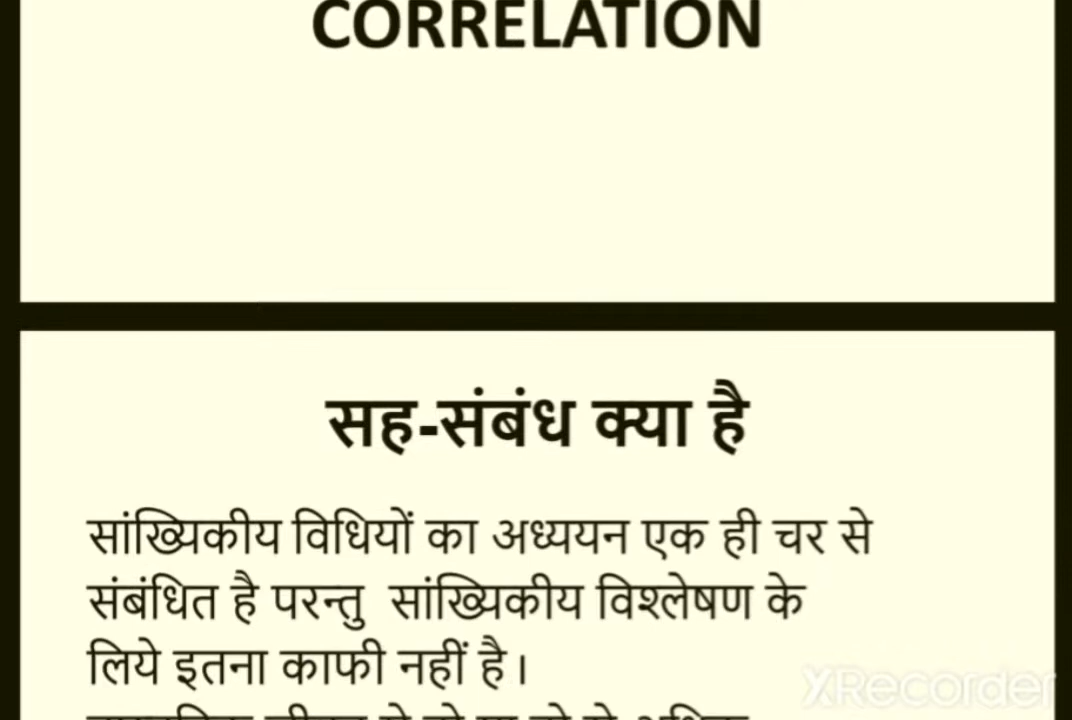 CORRELATION
सह-संबंध क्या है
सांख्यिकीय विधियों का अध्ययन एक ही चर से
संबंधित है परन्तु सांख्यिकीय विश्लेषण के
लिये इतना काफी नहीं है।
XRecorder